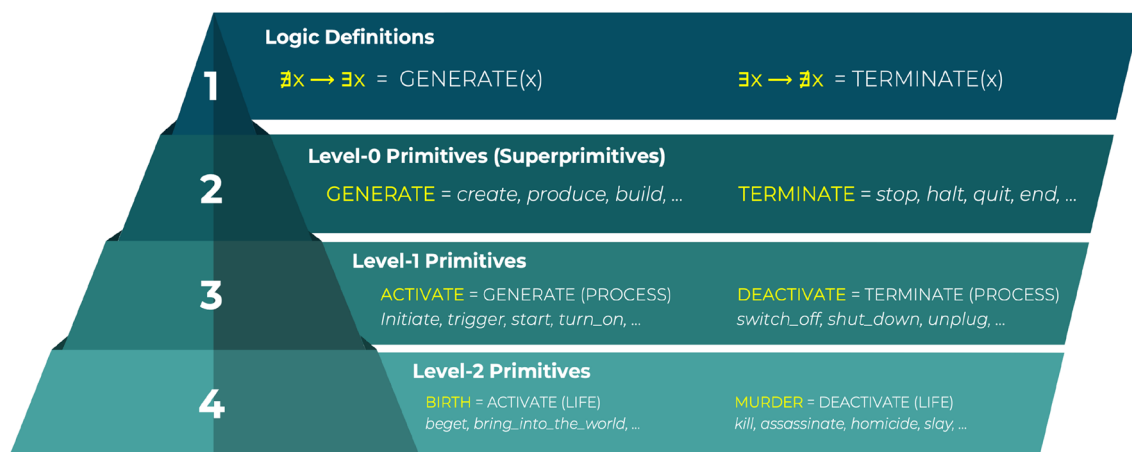 Logic Definitions
1
∄x → ∃x = GENERATE(x)
∃x → ∄x = TERMINATE(x)
Level-0 Primitives (Superprimitives)
2
GENERATE = create, produce, build, ...
TERMINATE = stop, halt, quit, end, ...
Level-1 Primitives
3
ACTIVATE = GENERATE (PROCESS)
Initiate, trigger, start, turn_on, ...
DEACTIVATE = TERMINATE (PROCESS)
switch_off, shut_down, unplug, ...
Level-2 Primitives
4
BIRTH = ACTIVATE (LIFE)
beget, bring_into_the_world, ...
MURDER = DEACTIVATE (LIFE)
kill, assassinate, homicide, slay, ...